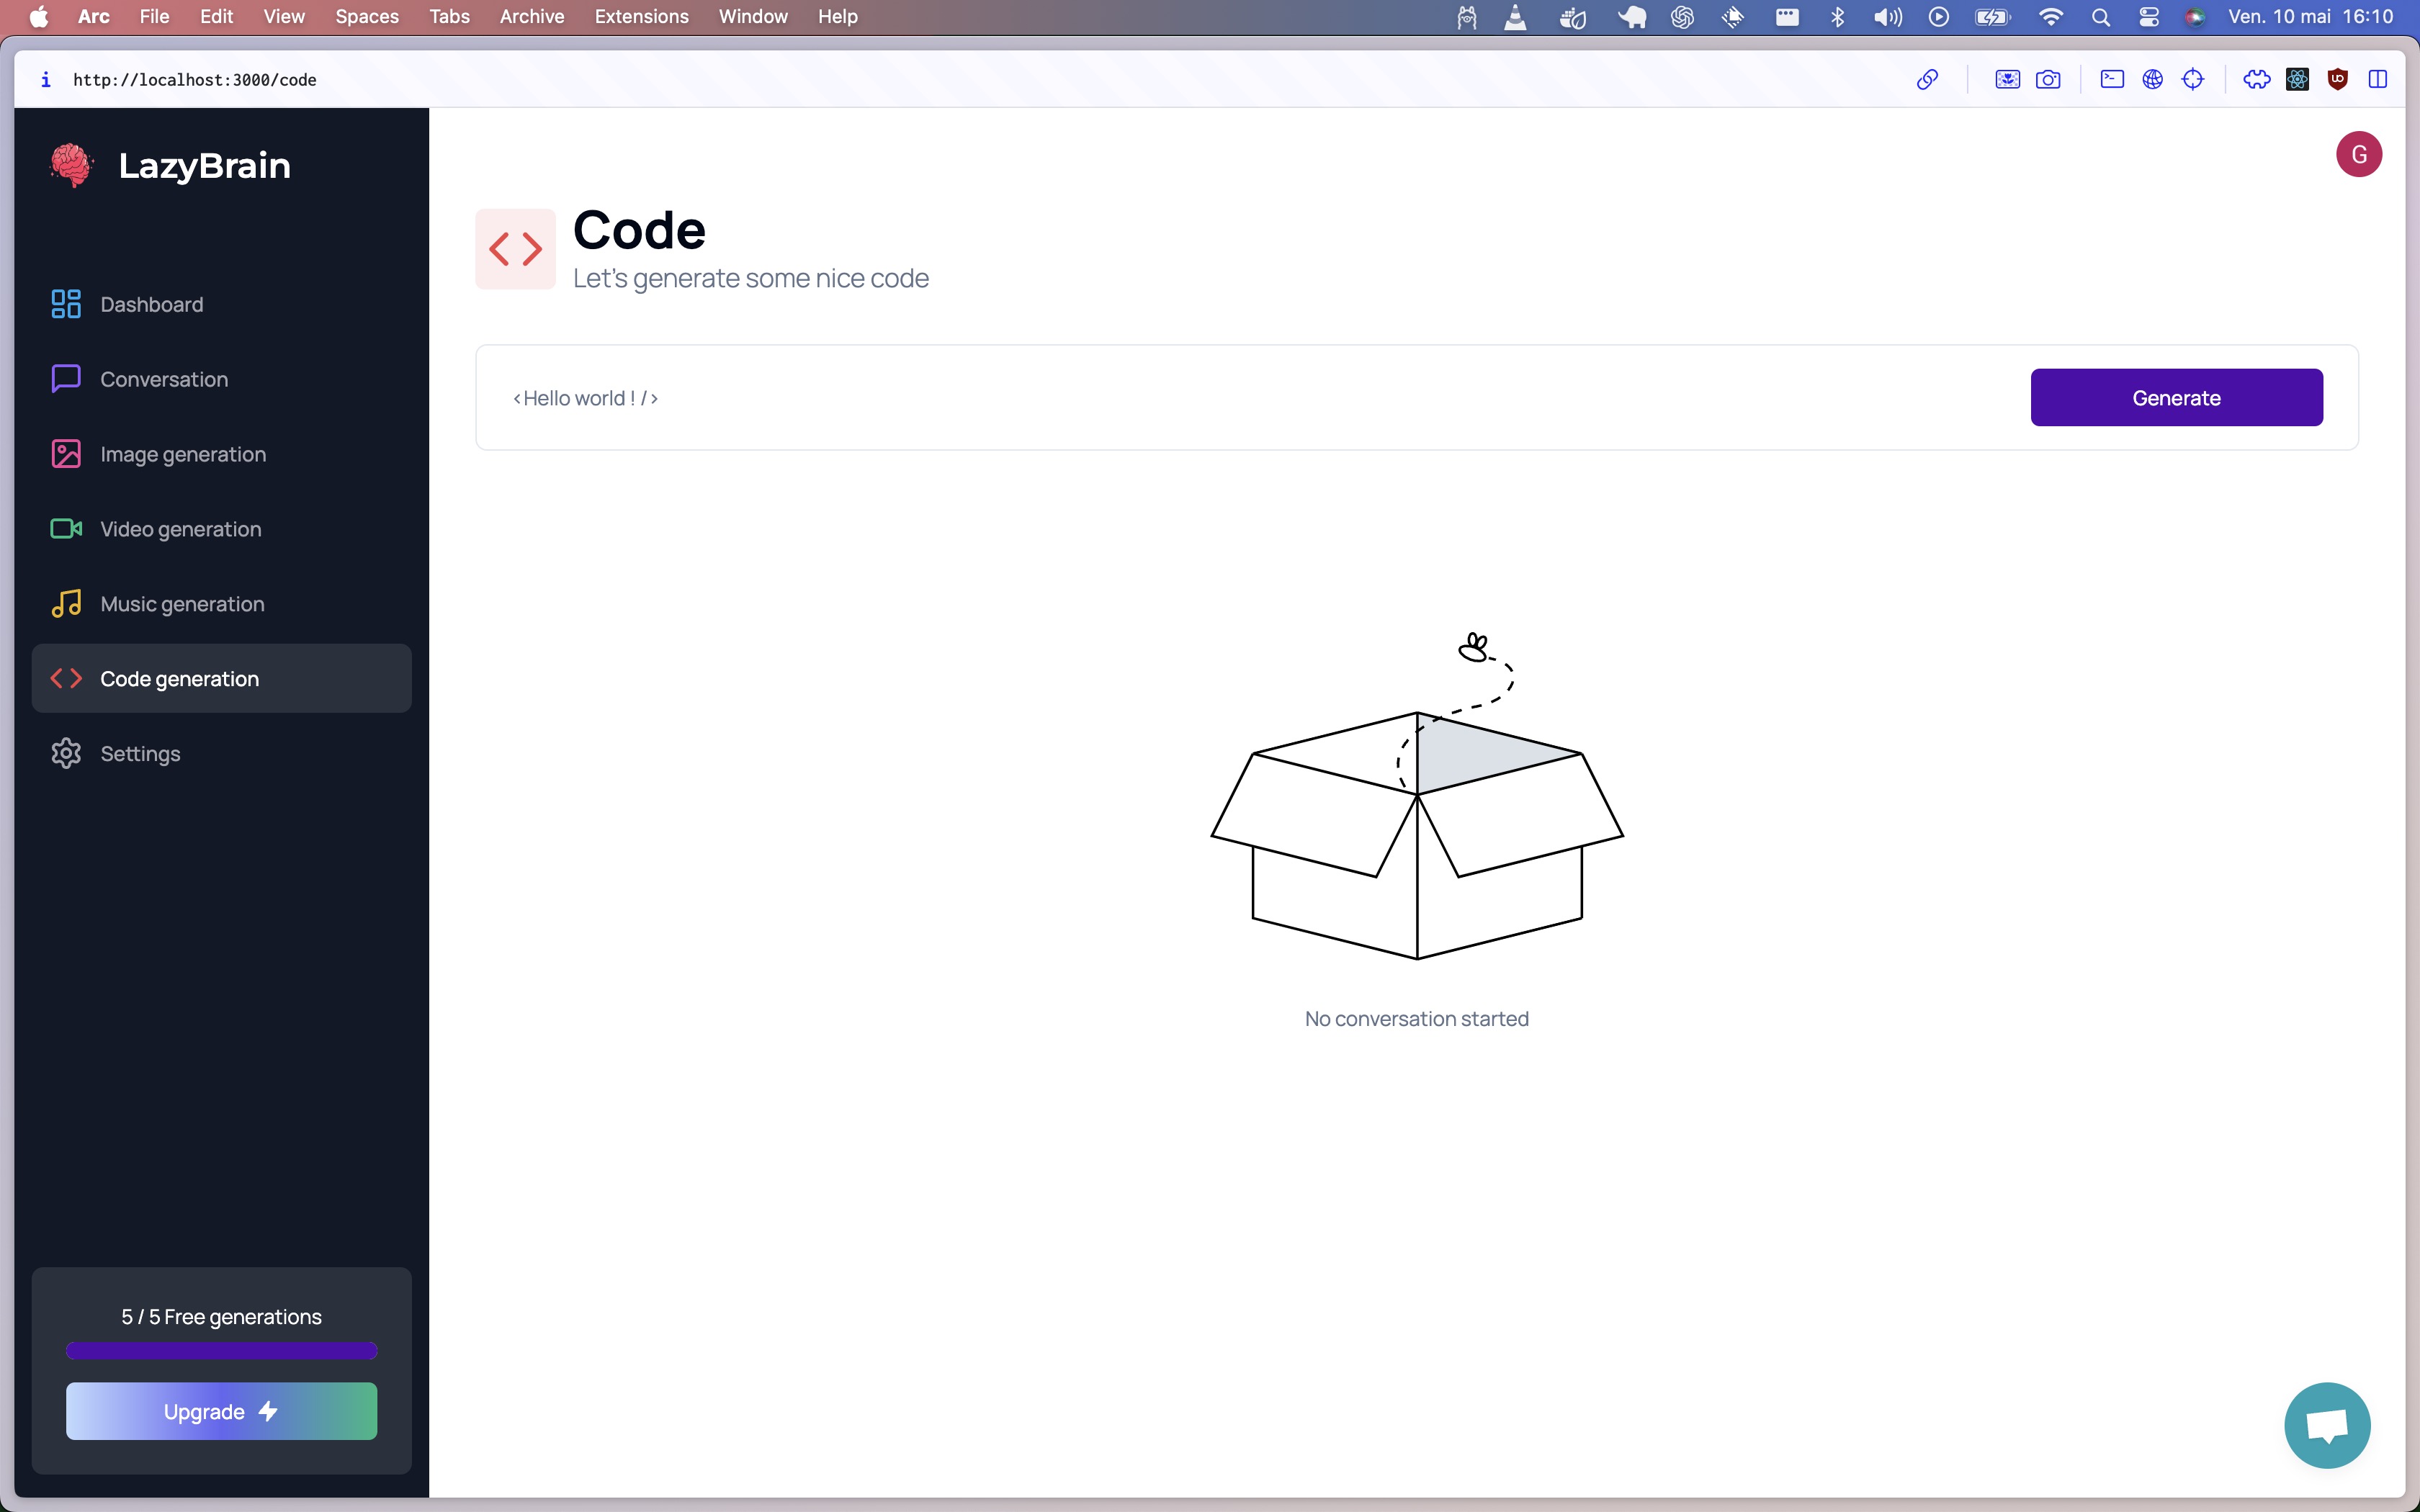 Arc File Edit View Spaces Tabs Archive Extensions Window Help Ven. 10 mai 16:10
i http://localhost:3000/code
LazyBrain
G
Code
Let's generate some nice code
Dashboard
Conversation
<Hello world ! />
Generate
Image generation
Video generation
Music generation
Code generation
Settings
No conversation started
5 / 5 Free generations
Upgrade